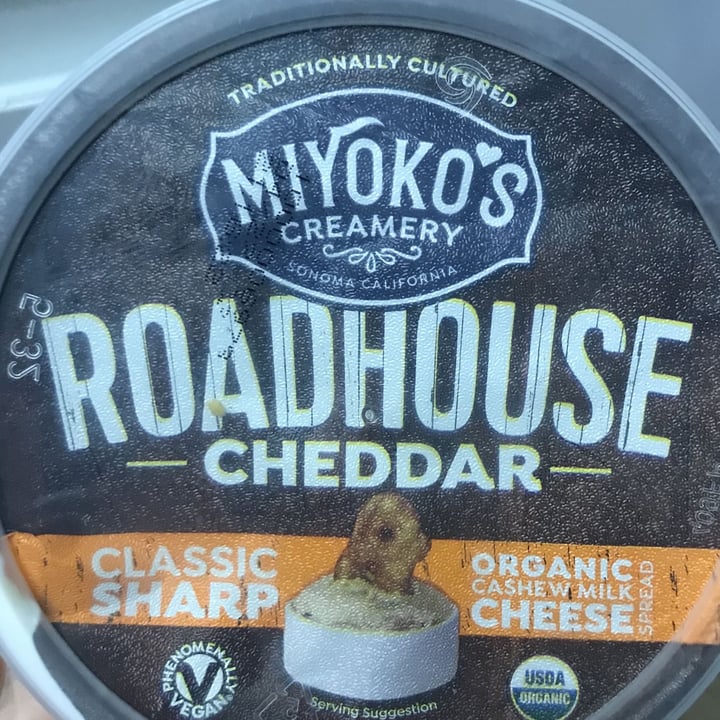 TRADITIONALLY CULTURED
MIYOKO'S
CREAMERY
SONOMA CALIFORNIA
ROADHOUSE
CHEDDAR
CLASSIC
SHARP
ORGANIC
CASHEW MILK
CHEESE
SPREAD
PHENOMENALLY
V
VEGAN
Serving Suggestion
USDA
ORGANIC